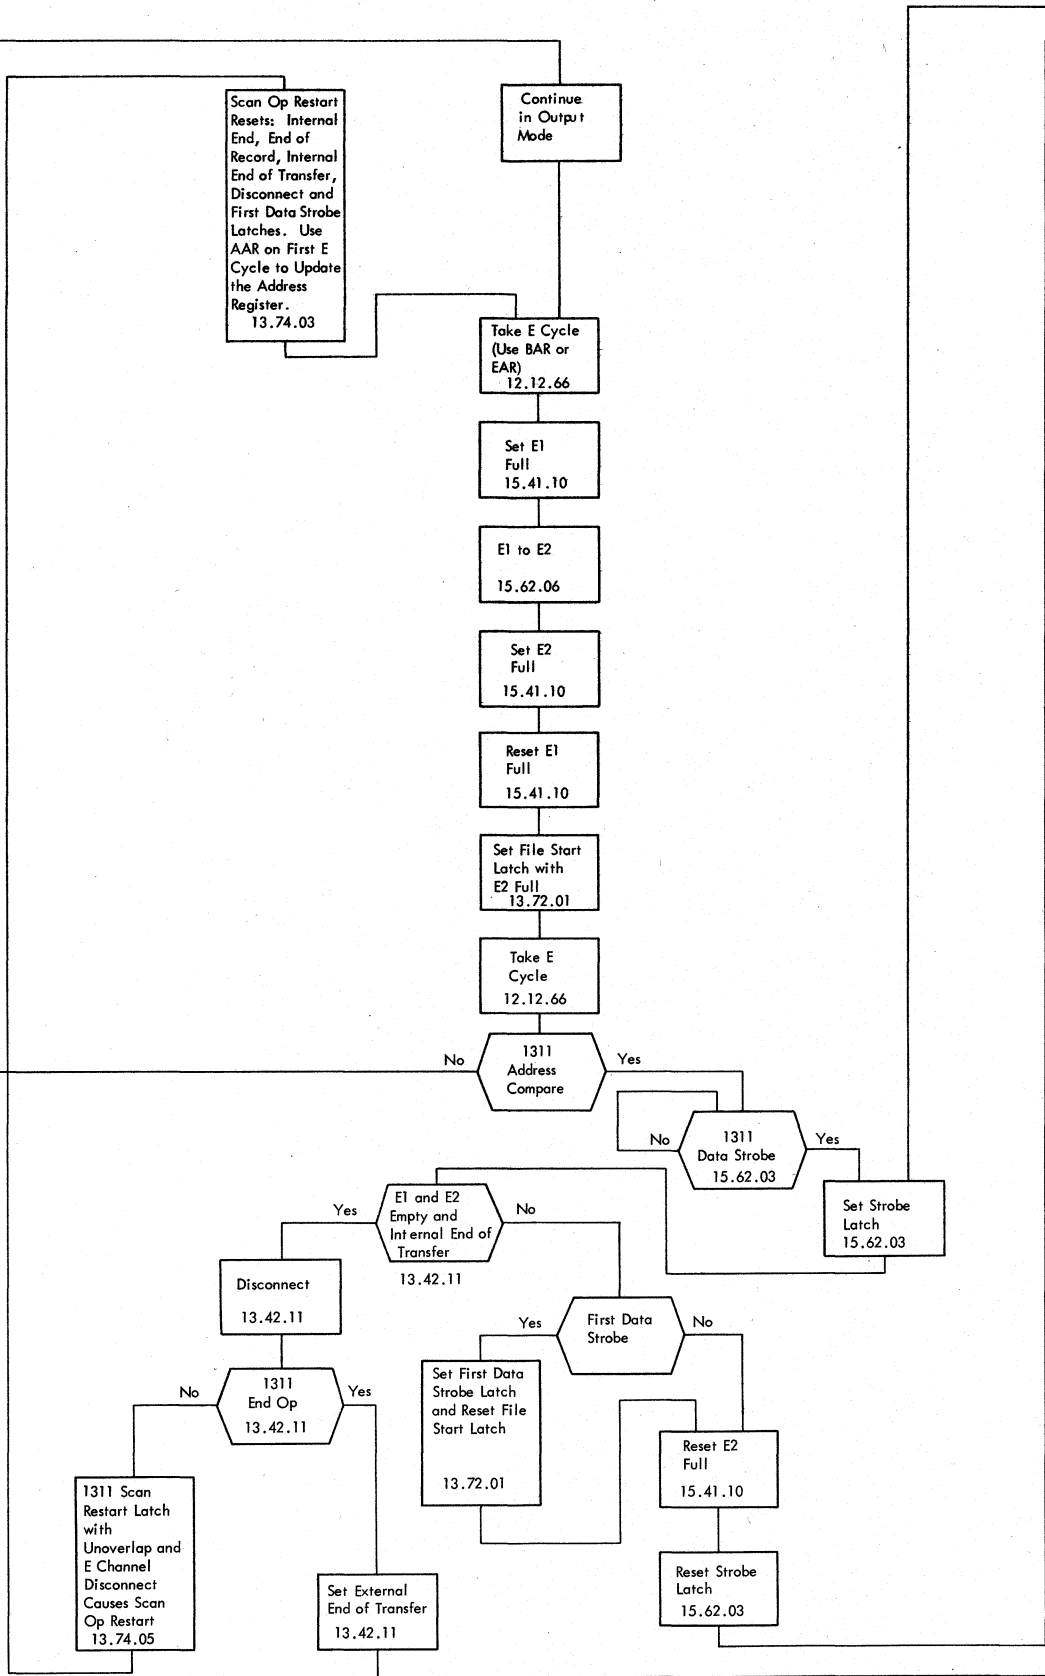 Continue
in Output
Mode
Scan Op Restart
Resets: Internal
End, End of
Record, Internal
End of Transfer,
Disconnect and
First Data Strobe
Latches. Use
AAR on First E
Cycle to Update
the Address
Register.
13.74.03
Take E Cycle
(Use BAR or
EAR)
12.12.66
Set E1
Full
15.41.10
E1 to E2
15.62.06
Set E2
Full
15.41.10
Reset E1
Full
15.41.10
Set File Start
Latch with
E2 Full
13.72.01
Take E
Cycle
12.12.66
No
1311
Address
Compare
Yes
No
1311
Data Strobe
15.62.03
Yes
Set Strobe
Latch
15.62.03
Yes
E1 and E2
Empty and
Internal End of
Transfer
13.42.11
No
Disconnect
13.42.11
Yes
First Data
Strobe
No
No
1311
End Op
13.42.11
Yes
Set First Data
Strobe Latch
and Reset File
Start Latch
13.72.01
Reset E2
Full
15.41.10
1311 Scan
Restart Latch
with
Unoverlap and
E Channel
Disconnect
Causes Scan
Op Restart
13.74.05
Set External
End of Transfer
13.42.11
Reset Strobe
Latch
15.62.03